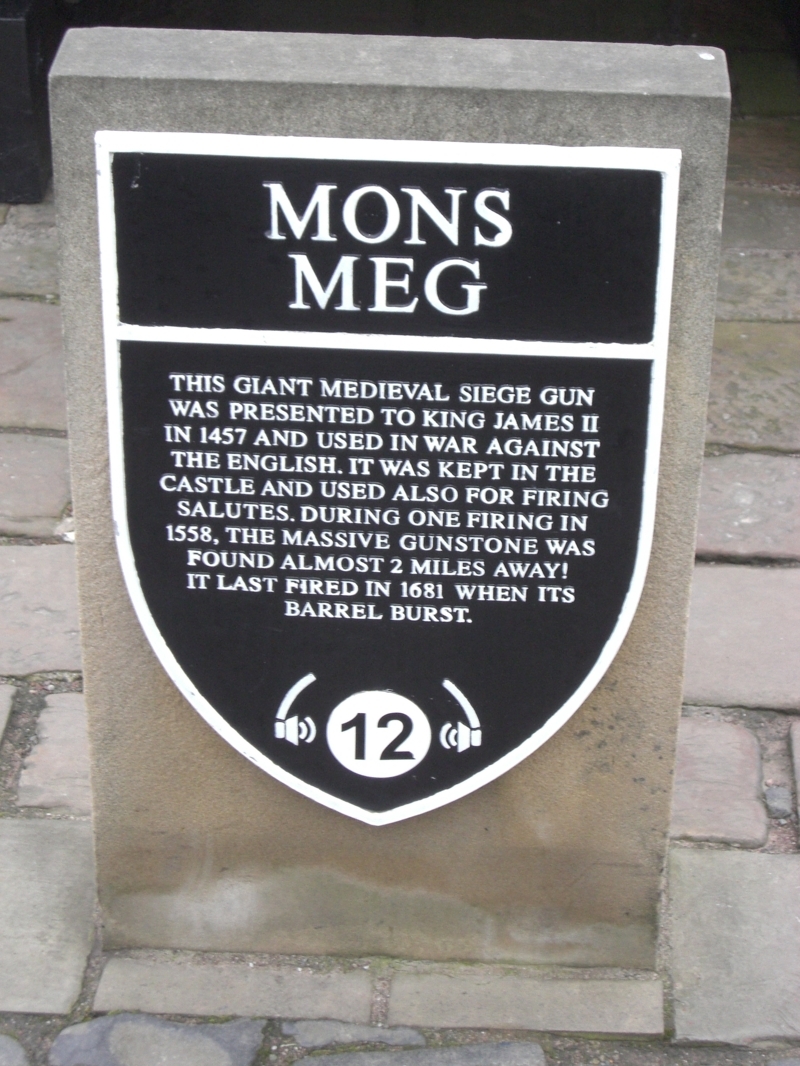 MONS
MEG
THIS GIANT MEDIEVAL SIEGE GUN
WAS PRESENTED TO KING JAMES II
IN 1457 AND USED IN WAR AGAINST
THE ENGLISH. IT WAS KEPT IN THE
CASTLE AND USED ALSO FOR FIRING
SALUTES. DURING ONE FIRING IN
1558, THE MASSIVE GUNSTONE WAS
FOUND ALMOST 2 MILES AWAY!
IT LAST FIRED IN 1681 WHEN ITS
BARREL BURST.
12